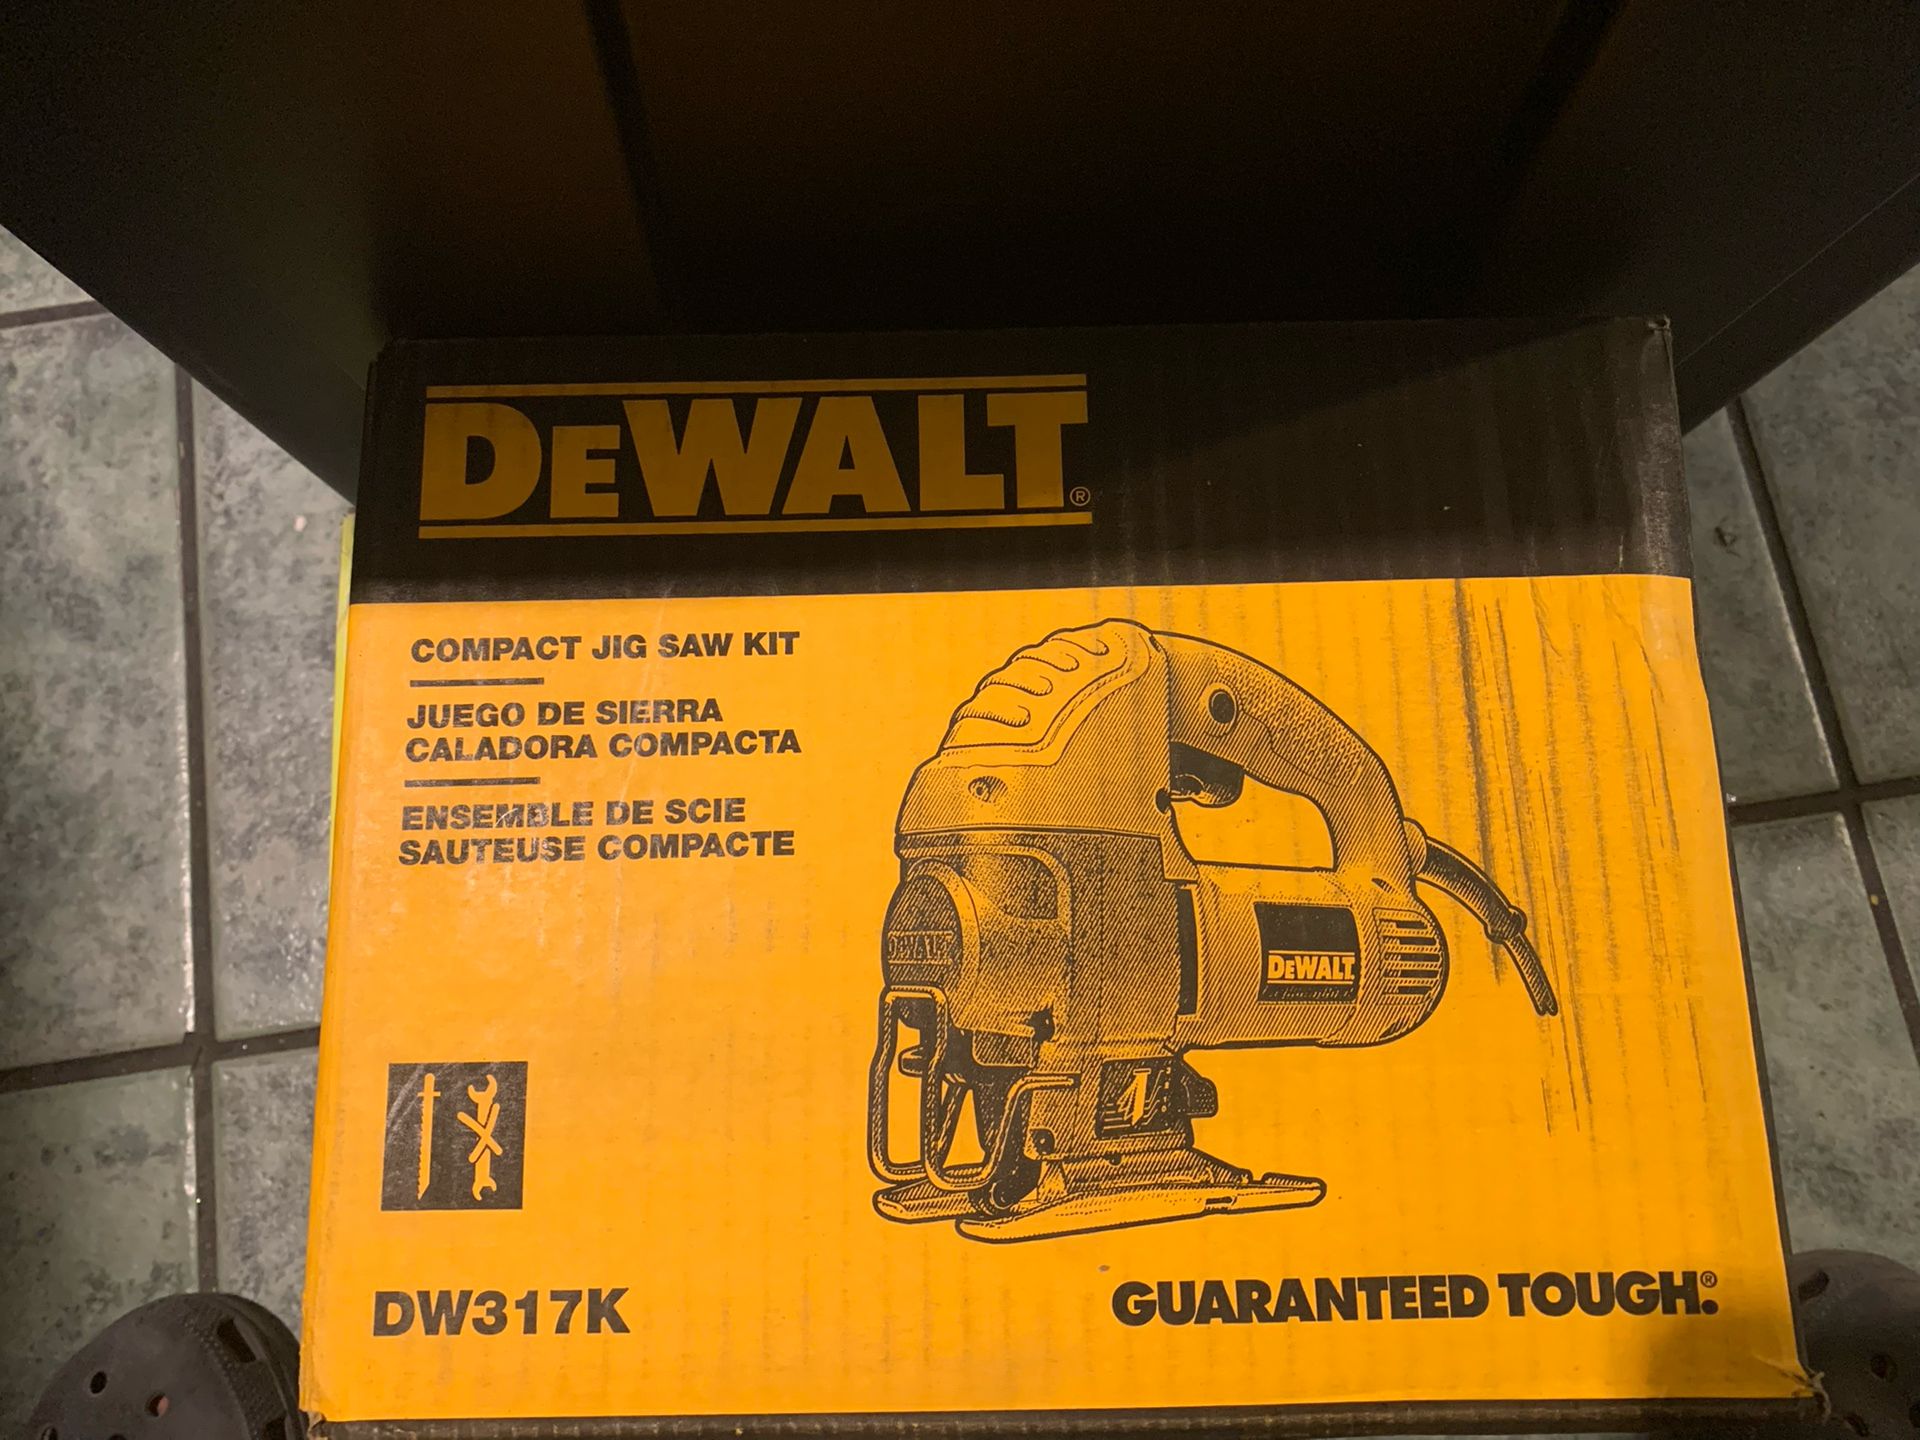 DEWALT®
COMPACT JIG SAW KIT
JUEGO DE SIERRA
CALADORA COMPACTA
ENSEMBLE DE SCIE
SAUTEUSE COMPACTE
DEWALT
DEWALT
DW317K
GUARANTEED TOUGH.®